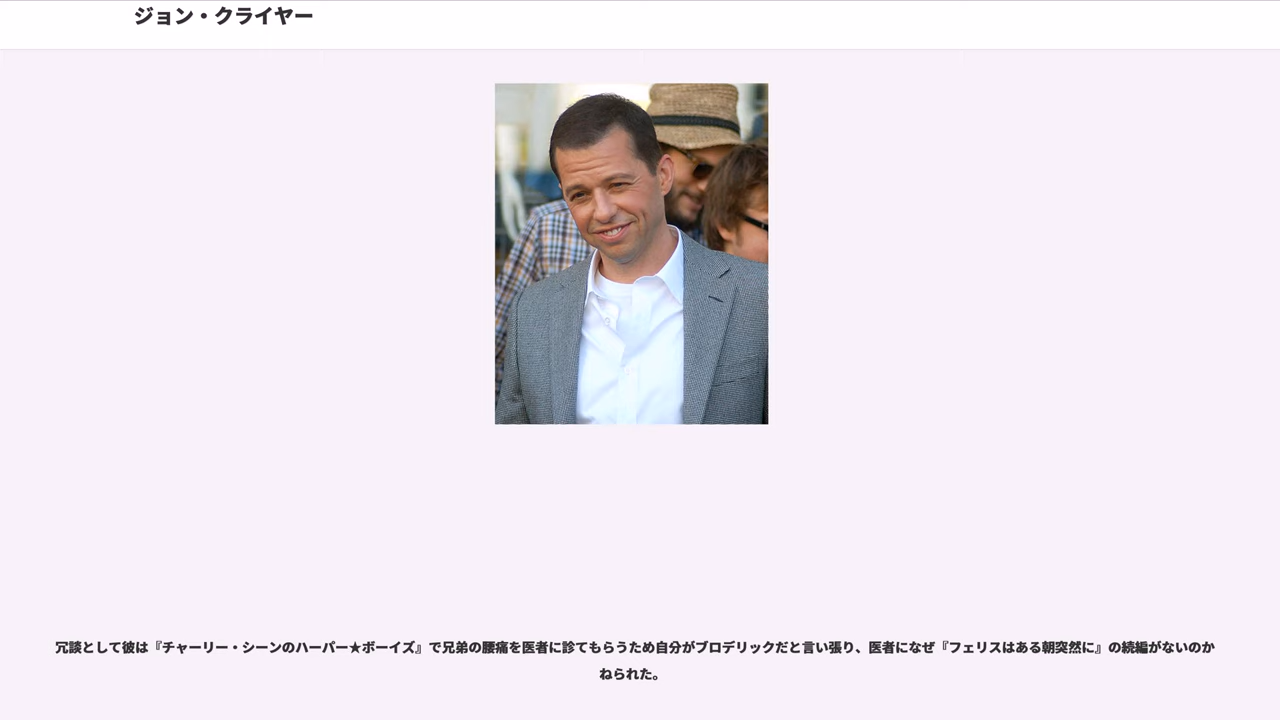 ジョン・クライヤー
冗談として彼は『チャーリー・シーンのハーパー★ボーイズ』で兄弟の腰痛を医者に診てもらうため自分がブロデリックだと言い張り、医者になぜ『フェリスはある朝突然に』の続編がないのか
ねられた。